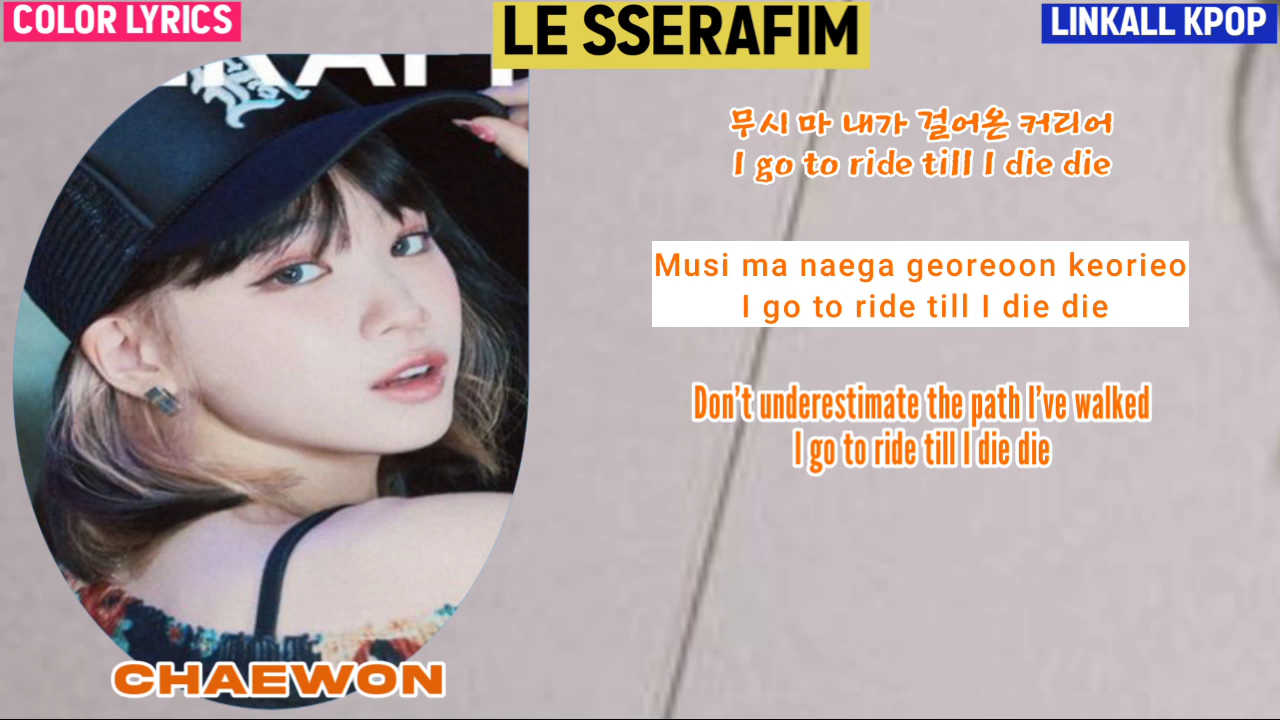 COLOR LYRICS
LE SSERAFIM
LINKALL KPOP
무시 마 내가 걸어온 커리어
I go to ride till I die die
Musi ma naega georeoon keorieo
I go to ride till I die die
Don't underestimate the path I've walked
I go to ride till I die die
CHAEWON